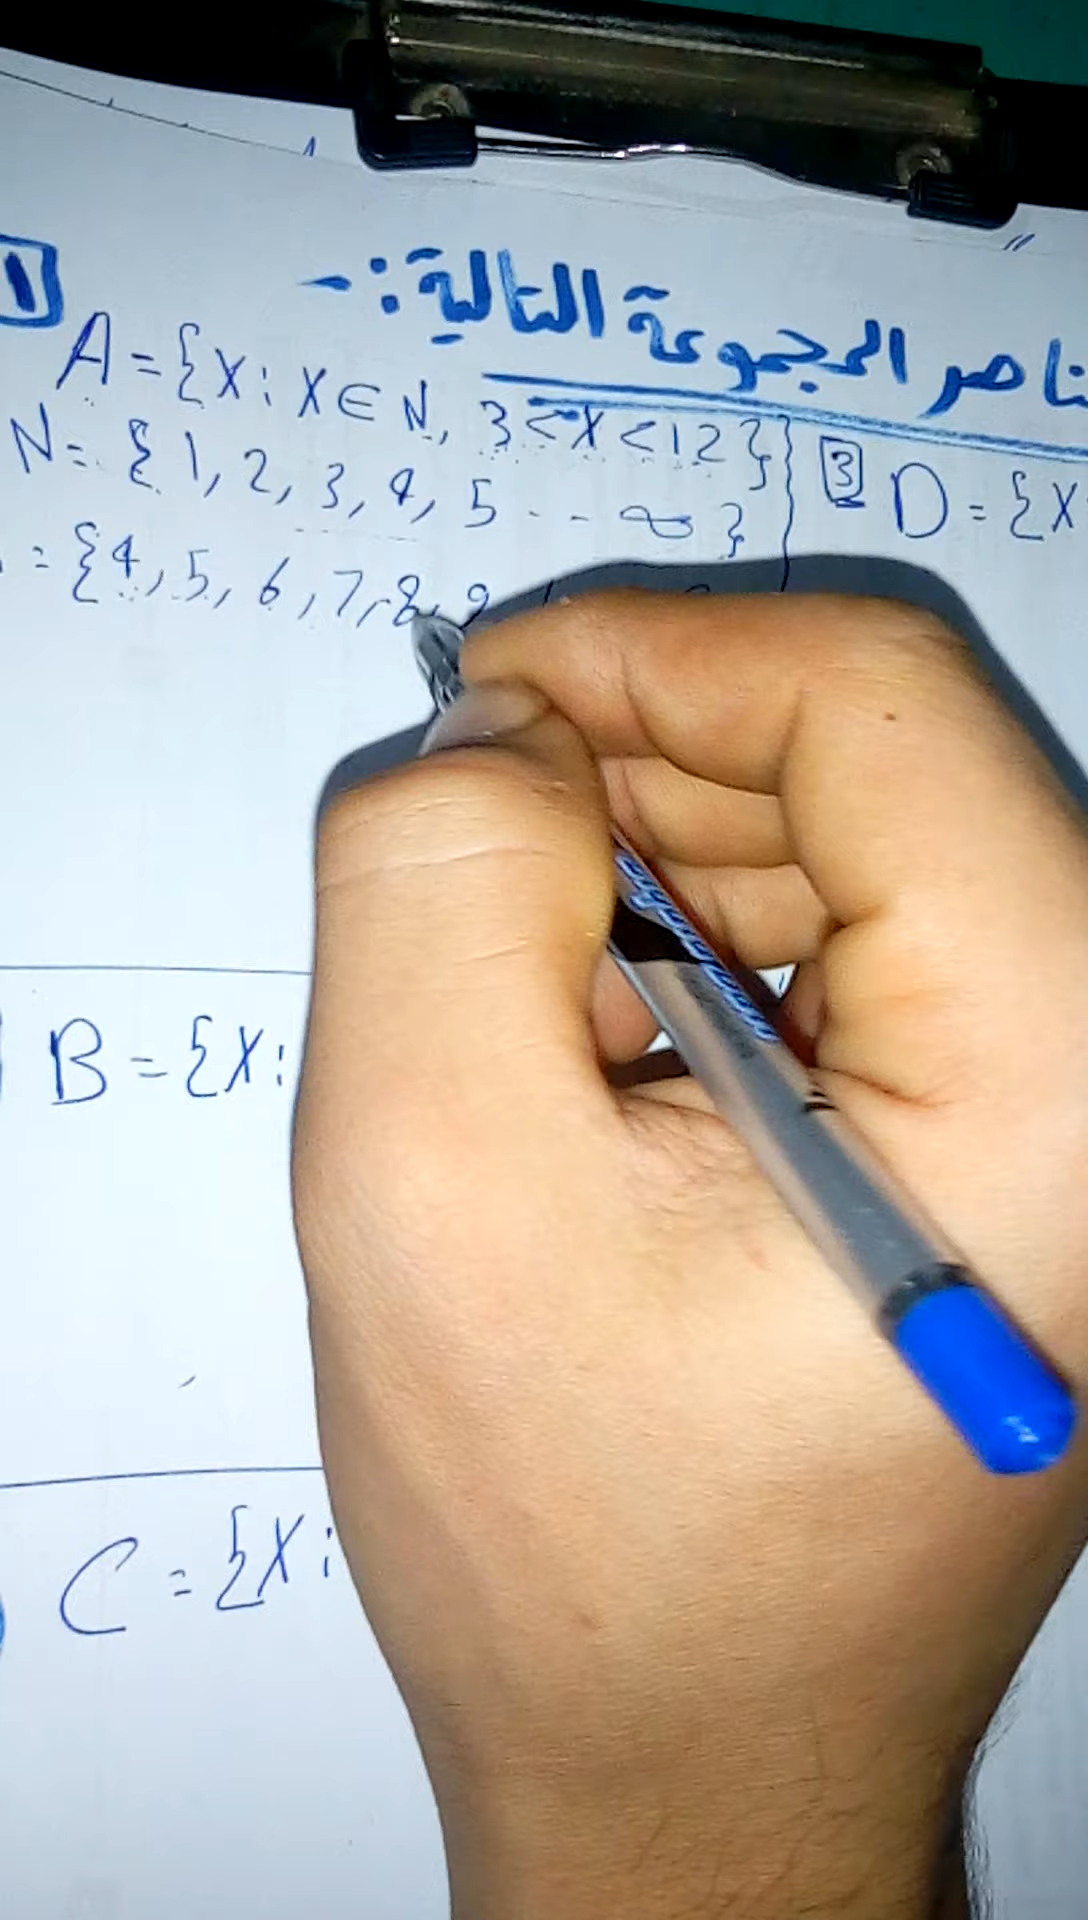 1
ناصر المجموعة التالية:-
A = {X: X ∈ N, 3 < X < 12}
N = {1, 2, 3, 4, 5 - - ∞}
= {4, 5, 6, 7, 8, 9
3 D = {X
B = {X:
C = {X: